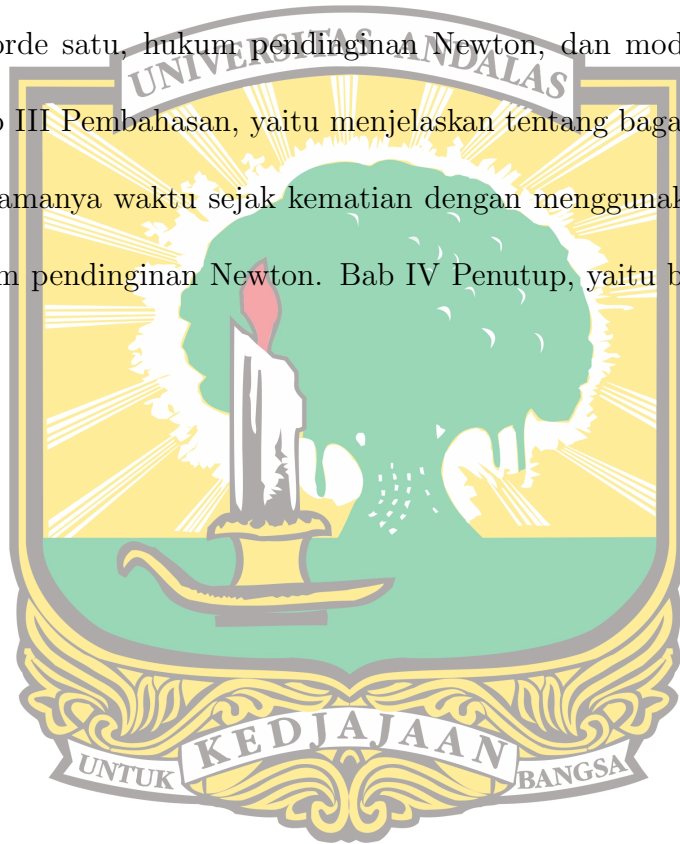 orde satu, hukum pendinginan Newton, dan mod
UNIVERSITAS ANDALAS
III Pembahasan, yaitu menjelaskan tentang baga
amanya waktu sejak kematian dengan menggunak
m pendinginan Newton. Bab IV Penutup, yaitu b
UNTUK KEDJAJAAN BANGSA